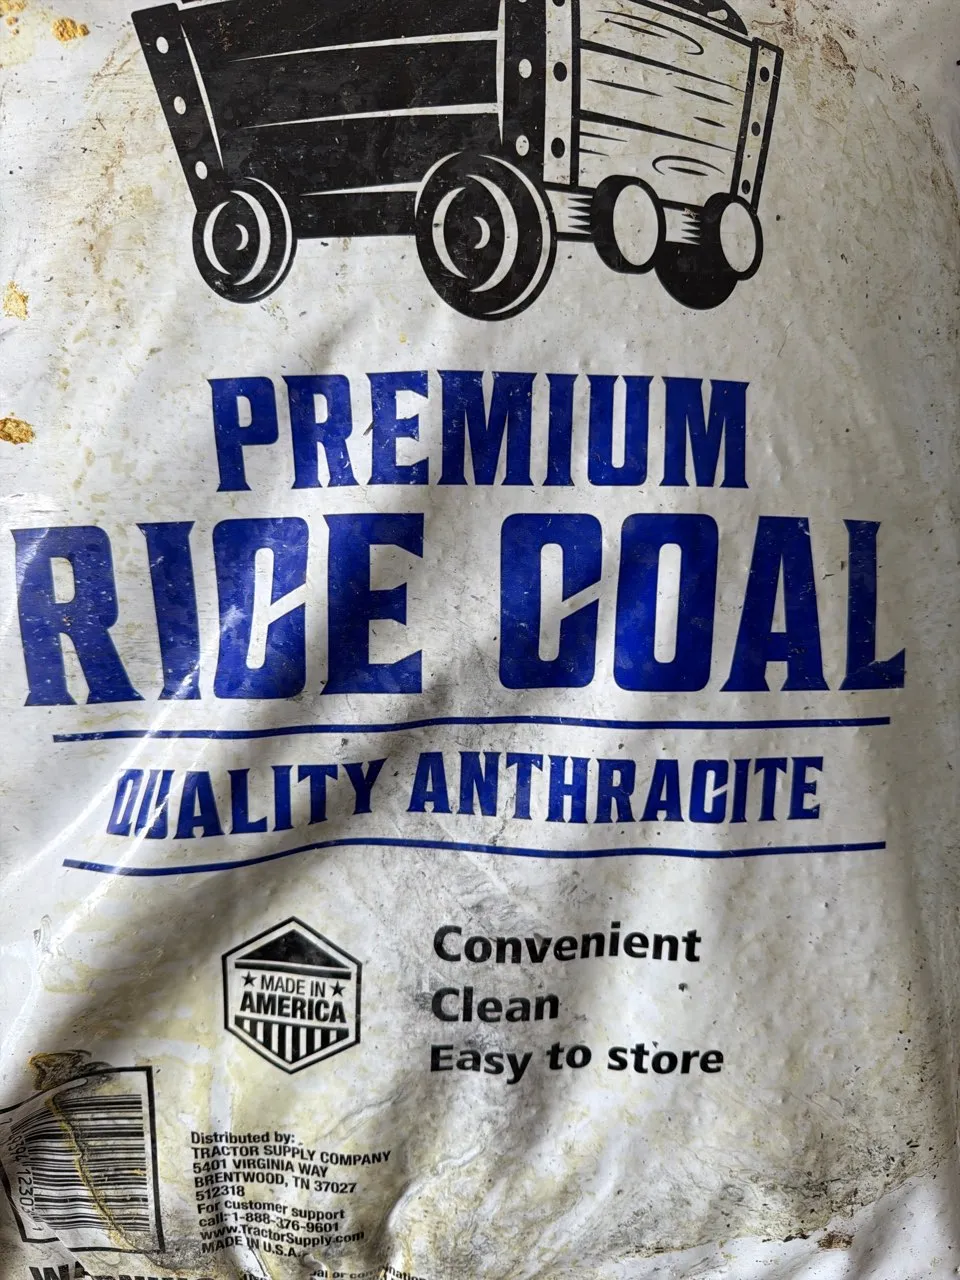 PREMIUM
RICE COAL
QUALITY ANTHRACITE
MADE IN
AMERICA
Convenient
Clean
Easy to store
Distributed by:
TRACTOR SUPPLY COMPANY
5401 VIRGINIA WAY
BRENTWOOD, TN 37027
512318
For customer support
call: 1-888-376-9601
www.TractorSupply.com
MADE IN U.S.A.